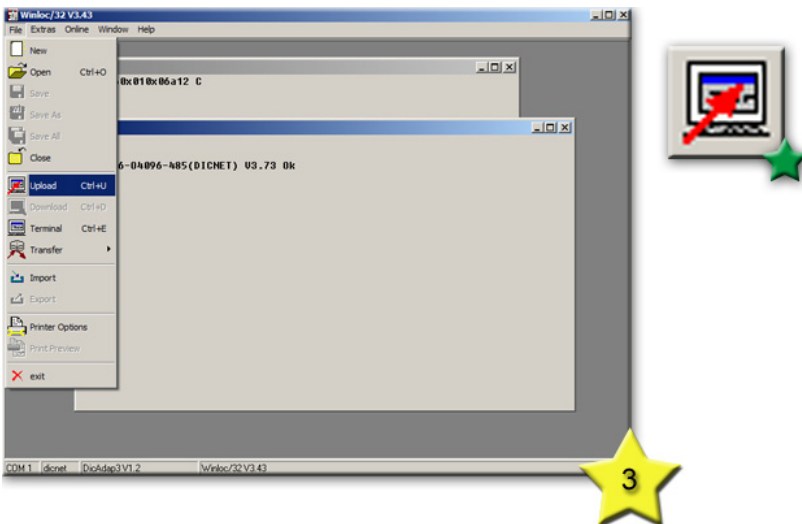 Winloc/32 V3.43
File Extras Online Window Help
New
Open Ctrl+O
0x010x06a12 C
Save
Save As
Save All
Close
6-04096-485(DICNET) V3.73 Ok
Upload Ctrl+U
Download Ctrl+D
Terminal Ctrl+E
Transfer
Import
Export
Printer Options
Print Preview
exit
COM 1 dicnet DicAdap3 V1.2 Winloc/32 V3.43
3